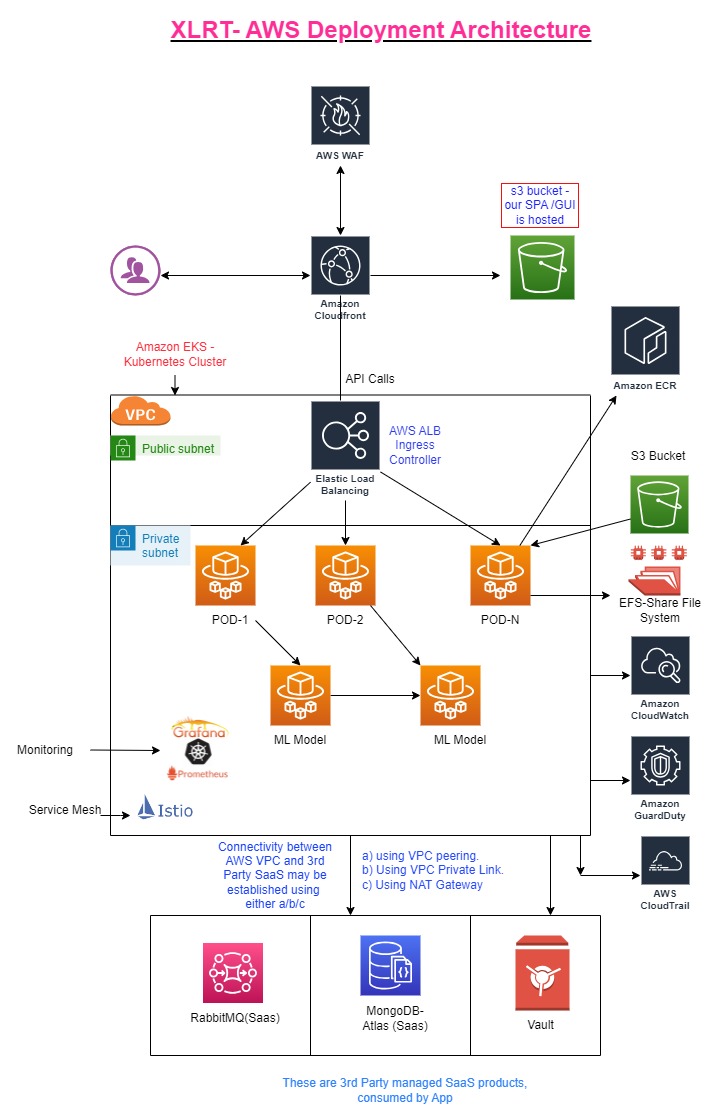 XLRT- AWS Deployment Architecture
AWS WAF
s3 bucket -
our SPA /GUI
is hosted
Amazon
Cloudfront
Amazon EKS -
Kubernetes Cluster
API Calls
Amazon ECR
VPC
Public subnet
AWS ALB
Ingress
Controller
Elastic Load
Balancing
S3 Bucket
Private
subnet
POD-1
POD-2
POD-N
EFS-Share File
System
Amazon
CloudWatch
ML Model
ML Model
Monitoring
Grafana
Prometheus
Amazon
GuardDuty
Service Mesh
Istio
Connectivity between
AWS VPC and 3rd
Party SaaS may be
established using
either a/b/c
a) using VPC peering.
b) Using VPC Private Link.
c) Using NAT Gateway
AWS
CloudTrail
RabbitMQ(Saas)
MongoDB-
Atlas (Saas)
Vault
These are 3rd Party managed SaaS products,
consumed by App